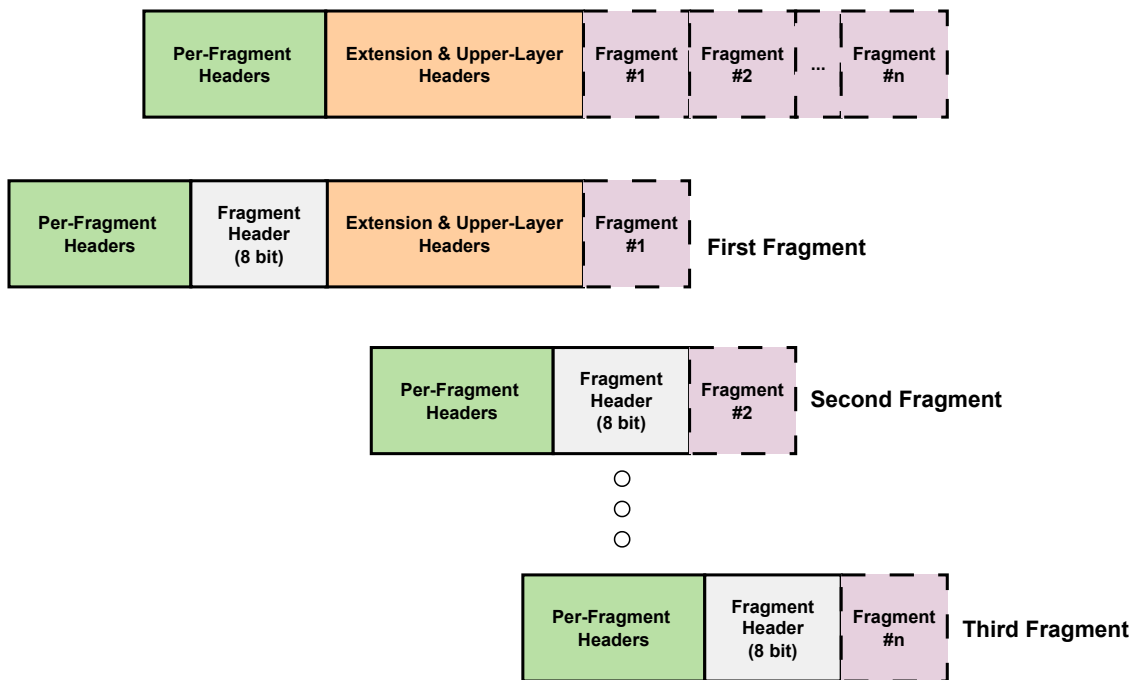 Per-Fragment
Headers
Extension & Upper-Layer
Headers
Fragment
#1
Fragment
#2
...
Fragment
#n
Per-Fragment
Headers
Fragment
Header
(8 bit)
Extension & Upper-Layer
Headers
Fragment
#1
First Fragment
Per-Fragment
Headers
Fragment
Header
(8 bit)
Fragment
#2
Second Fragment
Per-Fragment
Headers
Fragment
Header
(8 bit)
Fragment
#n
Third Fragment